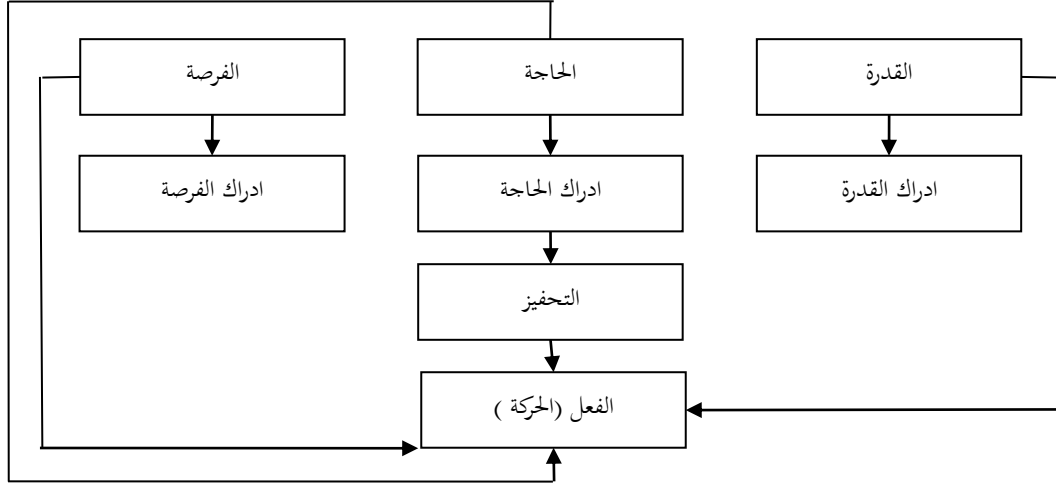 القدرة
الحاجة
الفرصة
ادراك القدرة
ادراك الحاجة
ادراك الفرصة
التحفيز
الفعل (الحركة )